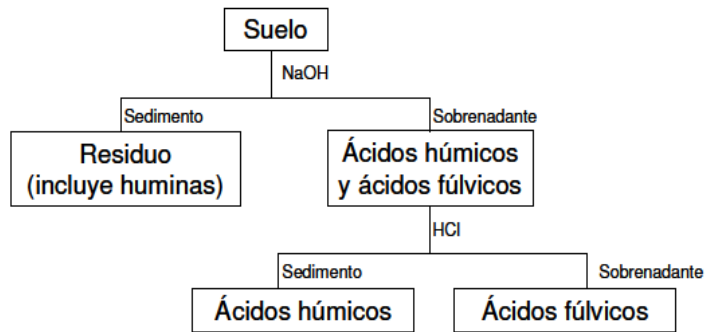 Suelo
NaOH
Sedimento
Sobrenadante
Residuo
(incluye huminas)
Ácidos húmicos
y ácidos fúlvicos
HCl
Sedimento
Sobrenadante
Ácidos húmicos
Ácidos fúlvicos